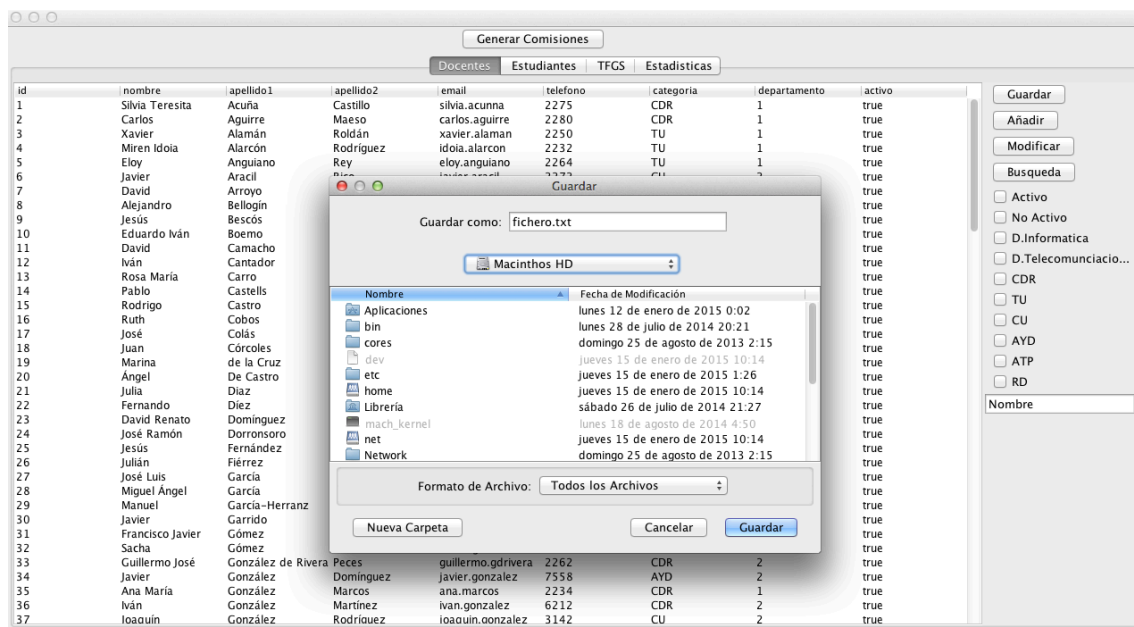 Generar Comisiones
Docentes Estudiantes TFGS Estadisticas
id nombre apellido1 apellido2 email telefono categoria departamento activo
1 Silvia Teresita Acuña Castillo silvia.acunna 2275 CDR 1 true
2 Carlos Aguirre Maeso carlos.aguirre 2280 CDR 1 true
3 Xavier Alamán Roldán xavier.alaman 2250 TU 1 true
4 Miren Idoia Alarcón Rodríguez idoia.alarcon 2232 TU 1 true
5 Eloy Anguiano Rey eloy.anguiano 2264 TU 1 true
6 Javier Aracil true
7 David Arroyo true
8 Alejandro Bellogín true
9 Jesús Bescós true
10 Eduardo Iván Boemo true
11 David Camacho true
12 Iván Cantador true
13 Rosa María Carro true
14 Pablo Castells true
15 Rodrigo Castro true
16 Ruth Cobos true
17 José Colás true
18 Juan Córcoles true
19 Marina de la Cruz true
20 Ángel De Castro true
21 Julia Diaz true
22 Fernando Díez true
23 David Renato Domínguez true
24 José Ramón Dorronsoro true
25 Jesús Fernández true
26 Julián Fiérrez true
27 José Luis García true
28 Miguel Ángel García true
29 Manuel García-Herranz true
30 Javier Garrido true
31 Francisco Javier Gómez true
32 Sacha Gómez true
33 Guillermo José González de Rivera Peces guillermo.gdrivera 2262 CDR 2 true
34 Javier González Domínguez javier.gonzalez 7558 AYD 2 true
35 Ana María González Marcos ana.marcos 2234 CDR 1 true
36 Iván González Martínez ivan.gonzalez 6212 CDR 2 true
37 Joaquín González Rodríguez joaquin.gonzalez 3142 CU 2 true
Guardar
Guardar como: fichero.txt
Macinthos HD
Nombre Fecha de Modificación
Aplicaciones lunes 12 de enero de 2015 0:02
bin lunes 28 de julio de 2014 20:21
cores domingo 25 de agosto de 2013 2:15
dev jueves 15 de enero de 2015 10:14
etc jueves 15 de enero de 2015 1:26
home jueves 15 de enero de 2015 10:14
Librería sábado 26 de julio de 2014 21:27
mach_kernel lunes 18 de agosto de 2014 4:50
net jueves 15 de enero de 2015 10:14
Network domingo 25 de agosto de 2013 2:15
Formato de Archivo: Todos los Archivos
Nueva Carpeta Cancelar Guardar
Guardar
Añadir
Modificar
Busqueda
Activo
No Activo
D.Informatica
D.Telecomunciacio...
CDR
TU
CU
AYD
ATP
RD
Nombre